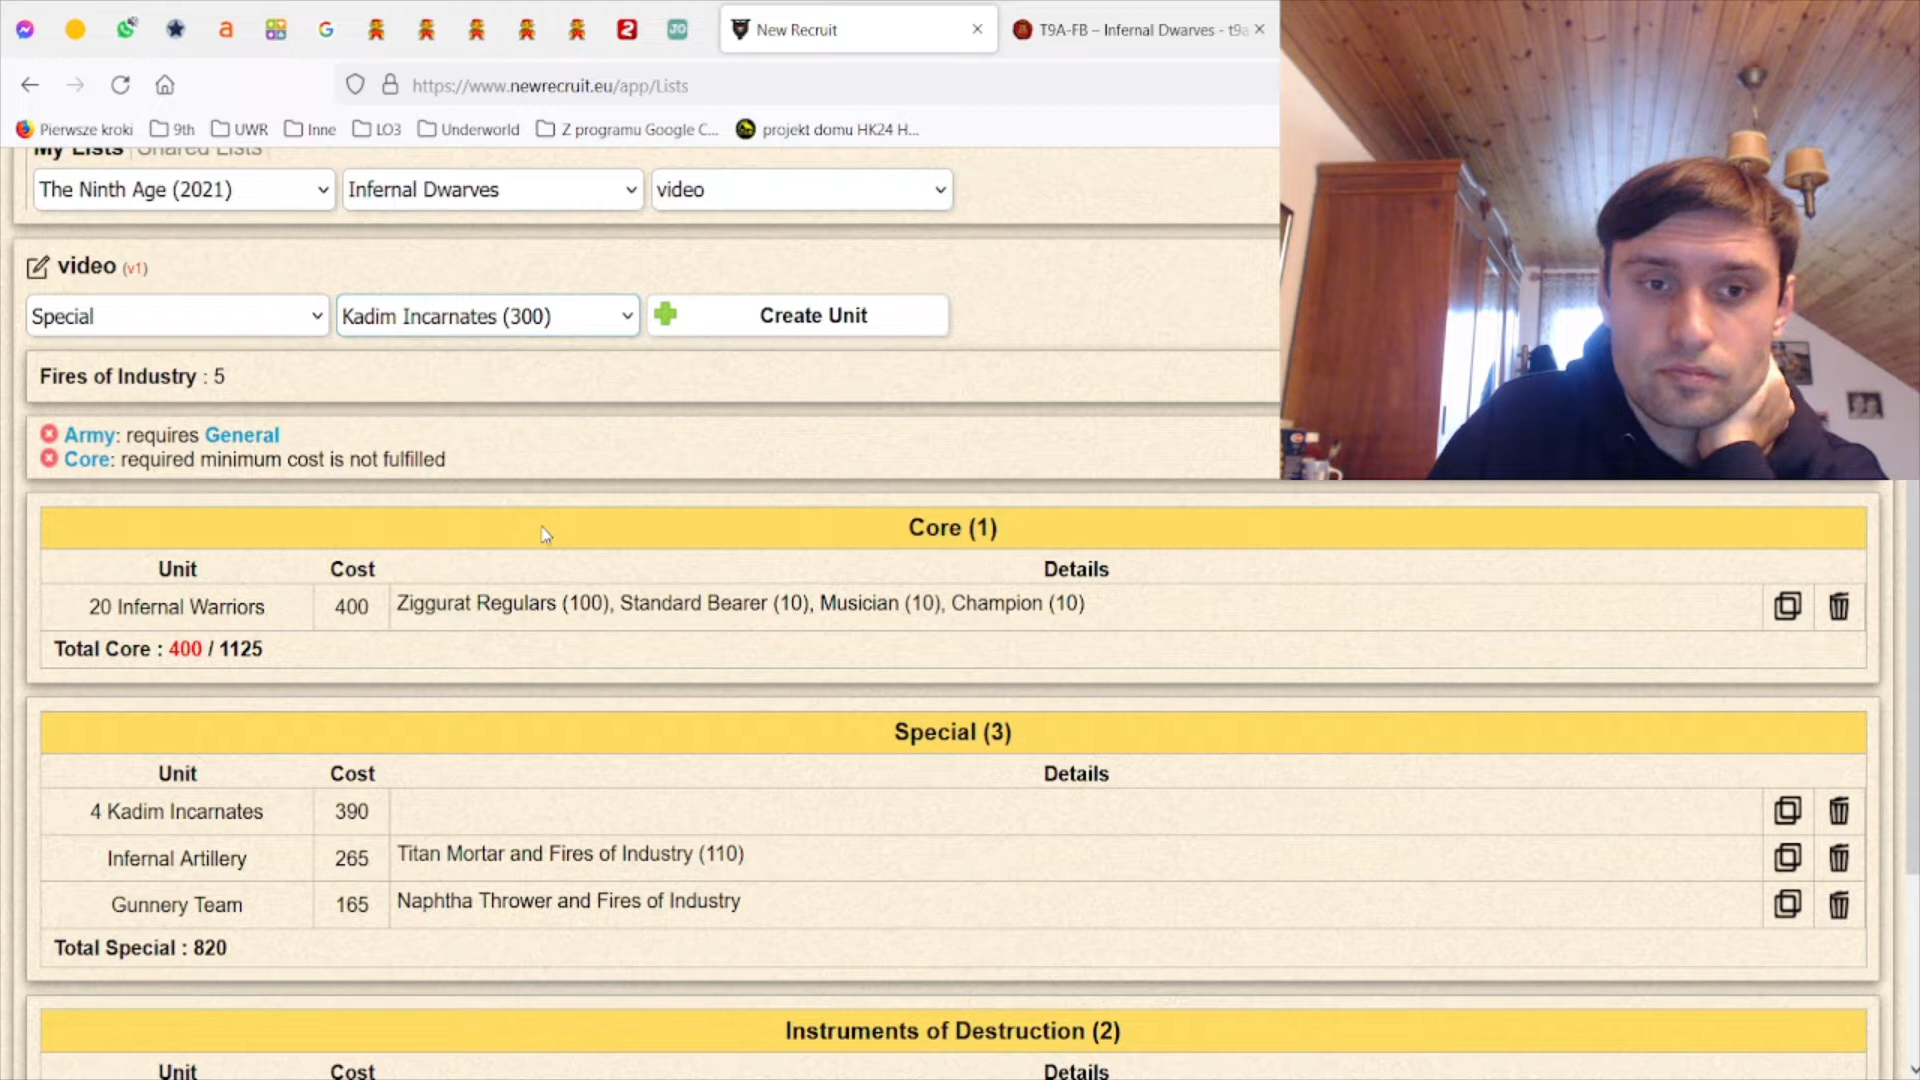 New Recruit
T9A-FB – Infernal Dwarves - t9a
https://www.newrecruit.eu/app/Lists
Pierwsze kroki
9th
UWR
Inne
LO3
Underworld
Z programu Google C...
projekt domu HK24 H...
My Lists | Shared Lists
The Ninth Age (2021)
Infernal Dwarves
video
video (v1)
Special
Kadim Incarnates (300)
Create Unit
Fires of Industry : 5
Army: requires General
Core: required minimum cost is not fulfilled
Core (1)
Unit Cost Details
20 Infernal Warriors 400 Ziggurat Regulars (100), Standard Bearer (10), Musician (10), Champion (10)
Total Core : 400 / 1125
Special (3)
Unit Cost Details
4 Kadim Incarnates 390
Infernal Artillery 265 Titan Mortar and Fires of Industry (110)
Gunnery Team 165 Naphtha Thrower and Fires of Industry
Total Special : 820
Instruments of Destruction (2)
Unit Cost Details